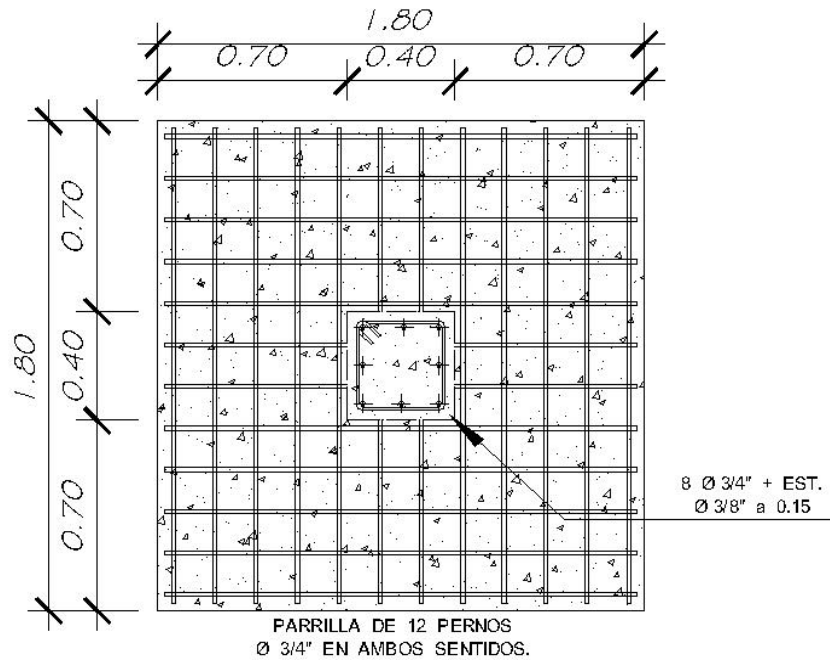 1.80
0.70 0.40 0.70
0.70
1.80
0.40
0.70
8 Ø 3/4" + EST.
Ø 3/8" a 0.15
PARRILLA DE 12 PERNOS
Ø 3/4" EN AMBOS SENTIDOS.